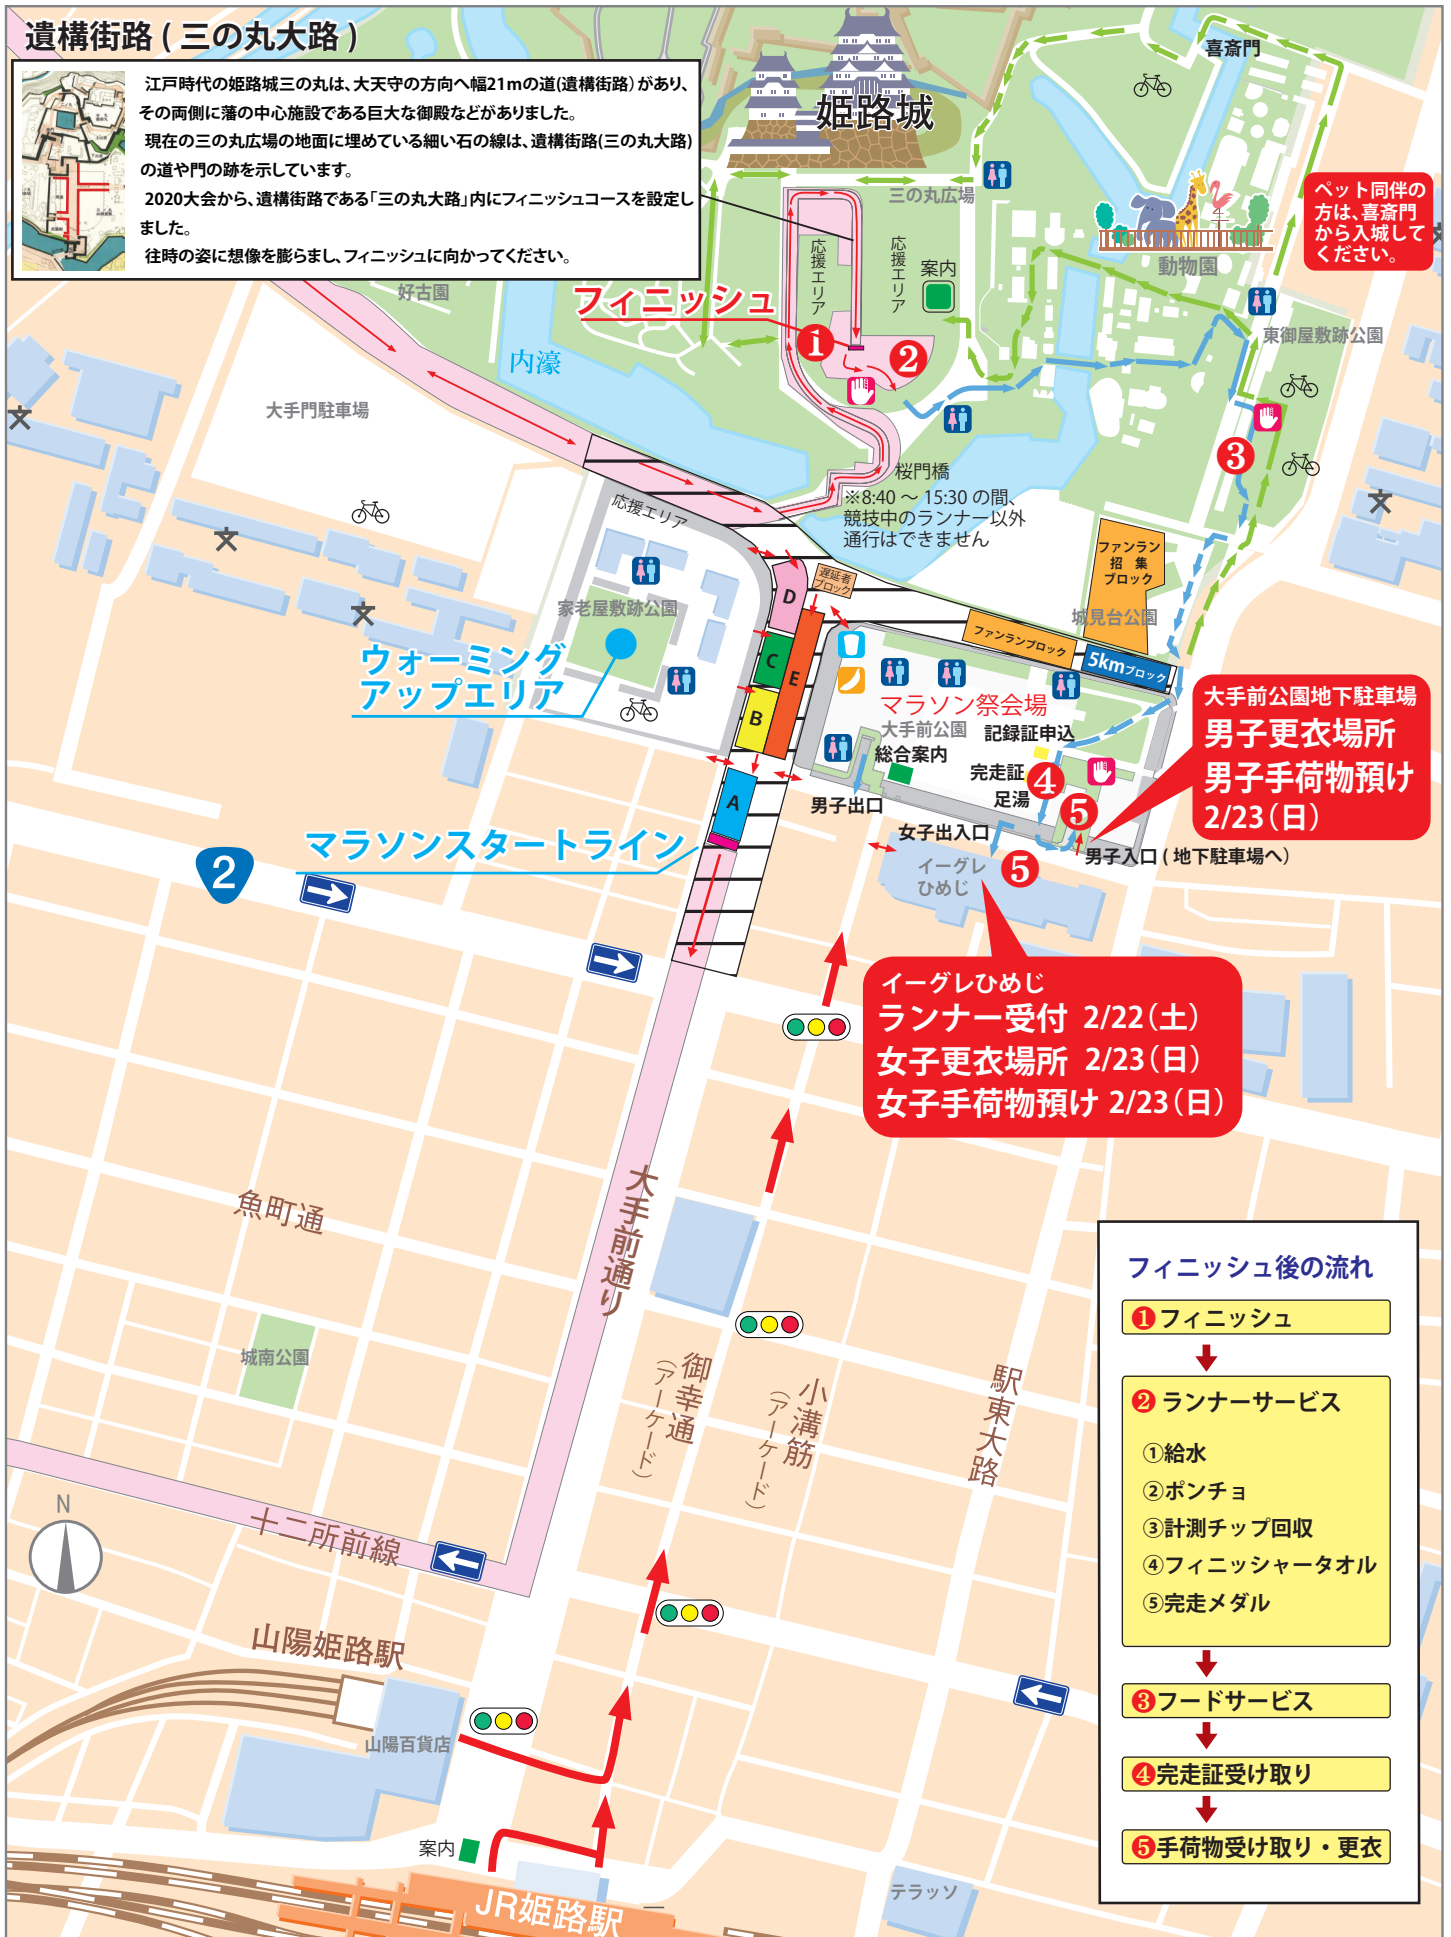 遺構街路 ( 三の丸大路 )
江戸時代の姫路城三の丸は、大天守の方向へ幅21mの道(遺構街路)があり、
その両側に藩の中心施設である巨大な御殿などがありました。
現在の三の丸広場の地面に埋めている細い石の線は、遺構街路(三の丸大路)
の道や門の跡を示しています。
2020大会から、遺構街路である「三の丸大路」内にフィニッシュコースを設定し
ました。
往時の姿に想像を膨らまし、フィニッシュに向かってください。
喜斎門
姫路城
三の丸広場
ペット同伴の
方は、喜斎門
から入城して
ください。
動物園
応援エリア
応援エリア
案内
好古園
フィニッシュ
1
2
東御屋敷跡公園
内濠
大手門駐車場
3
桜門橋
※8:40 ～ 15:30 の間、
競技中のランナー以外
通行はできません
応援エリア
ファンラン
招 集
ブロック
遅延者
ブロック
D
家老屋敷跡公園
城見台公園
ファンランブロック
5kmブロック
C
E
B
ウォーミング
アップエリア
マラソン祭会場
大手前公園
記録証申込
総合案内
完走証
4
足湯
5
男子出口
大手前公園地下駐車場
男子更衣場所
男子手荷物預け
2/23(日)
A
女子出入口
マラソンスタートライン
男子入口 ( 地下駐車場へ)
イーグレ
ひめじ
5
2
イーグレひめじ
ランナー受付 2/22(土)
女子更衣場所 2/23(日)
女子手荷物預け 2/23(日)
大手前通り
魚町通
城南公園
御幸通
(アーケード)
小溝筋
(アーケード)
駅東大路
フィニッシュ後の流れ
❶フィニッシュ
❷ ランナーサービス
①給水
②ポンチョ
③計測チップ回収
④フィニッシャータオル
⑤完走メダル
❸フードサービス
❹完走証受け取り
❺手荷物受け取り・更衣
N
十二所前線
山陽姫路駅
山陽百貨店
案内
JR姫路駅
テラッソ